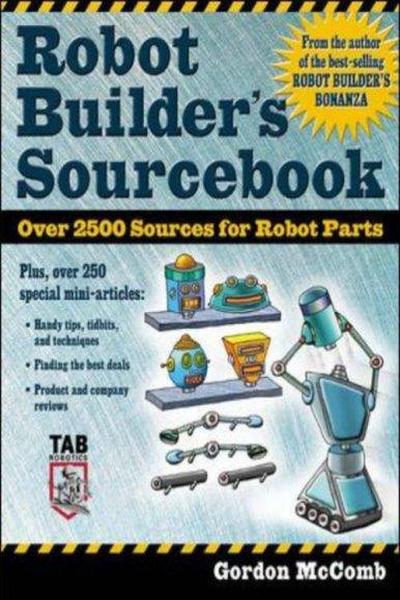 Robot
Builder's
Sourcebook
From the author
of the best-selling
ROBOT BUILDER'S
BONANZA
Over 2500 Sources for Robot Parts
Plus, over 250
special mini-articles:
• Handy tips, tidbits,
and techniques
• Finding the best deals
• Product and company
reviews
TAB
ROBOTICS
Gordon McComb